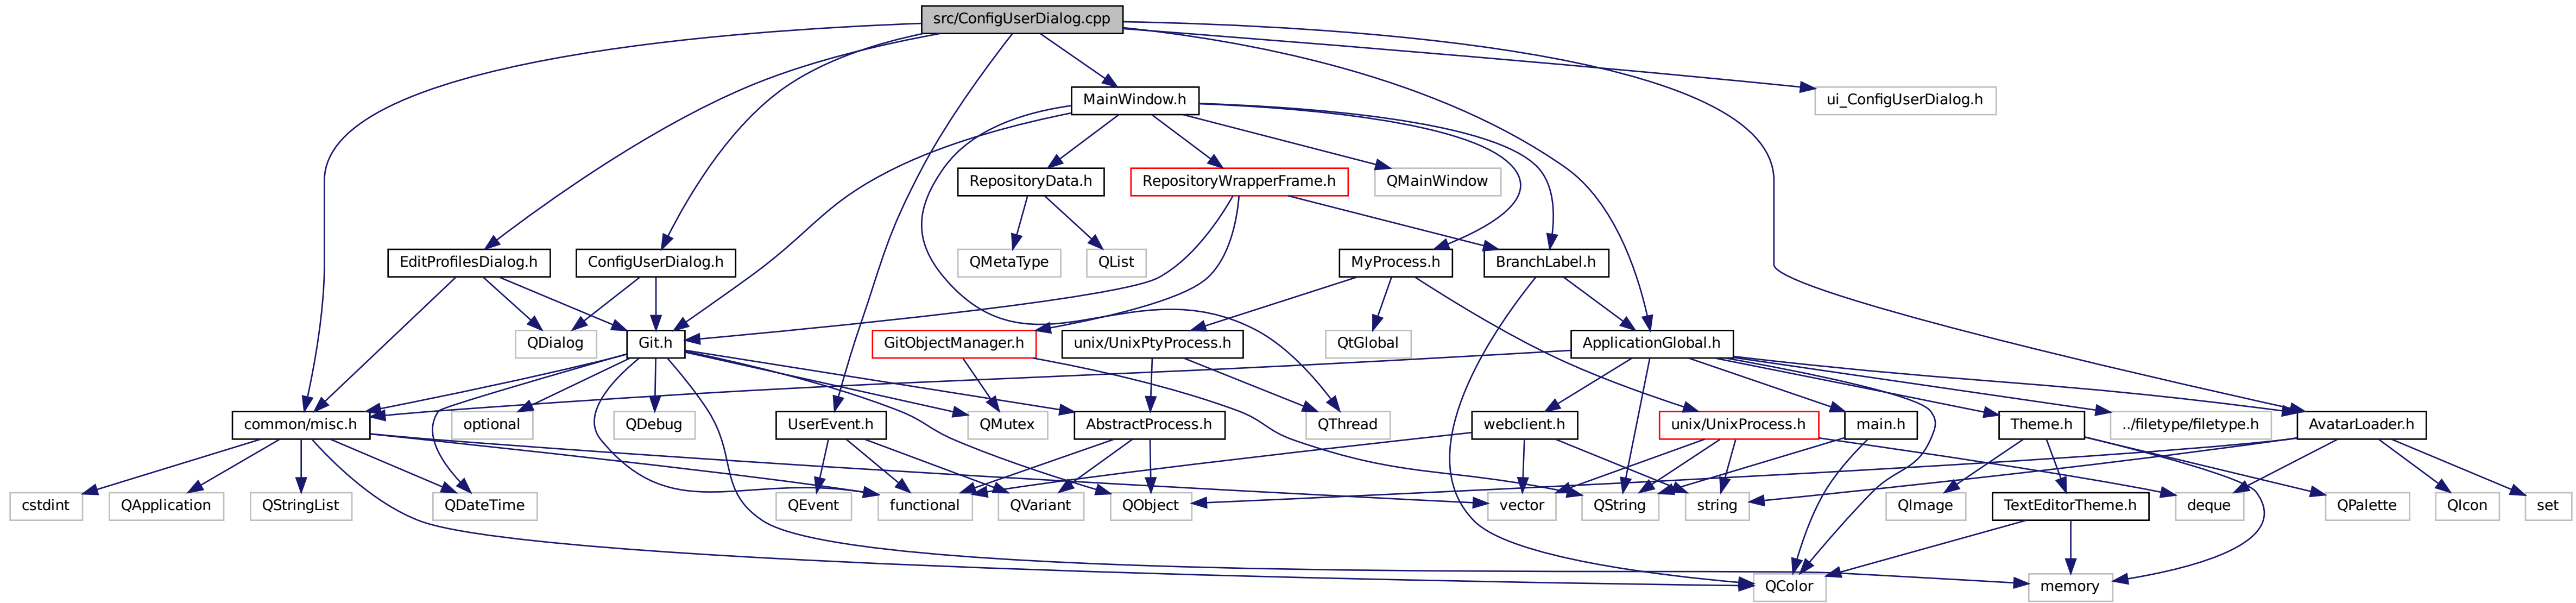 src/ConfigUserDialog.cpp
MainWindow.h
ui_ConfigUserDialog.h
RepositoryData.h
RepositoryWrapperFrame.h
QMainWindow
EditProfilesDialog.h
ConfigUserDialog.h
QMetaType
QList
MyProcess.h
BranchLabel.h
QDialog
Git.h
GitObjectManager.h
unix/UnixPtyProcess.h
QtGlobal
ApplicationGlobal.h
common/misc.h
optional
QDebug
UserEvent.h
QMutex
AbstractProcess.h
QThread
webclient.h
unix/UnixProcess.h
main.h
Theme.h
../filetype/filetype.h
AvatarLoader.h
cstdint
QApplication
QStringList
QDateTime
QEvent
functional
QVariant
QObject
vector
QString
string
QImage
TextEditorTheme.h
deque
QPalette
QIcon
set
QColor
memory